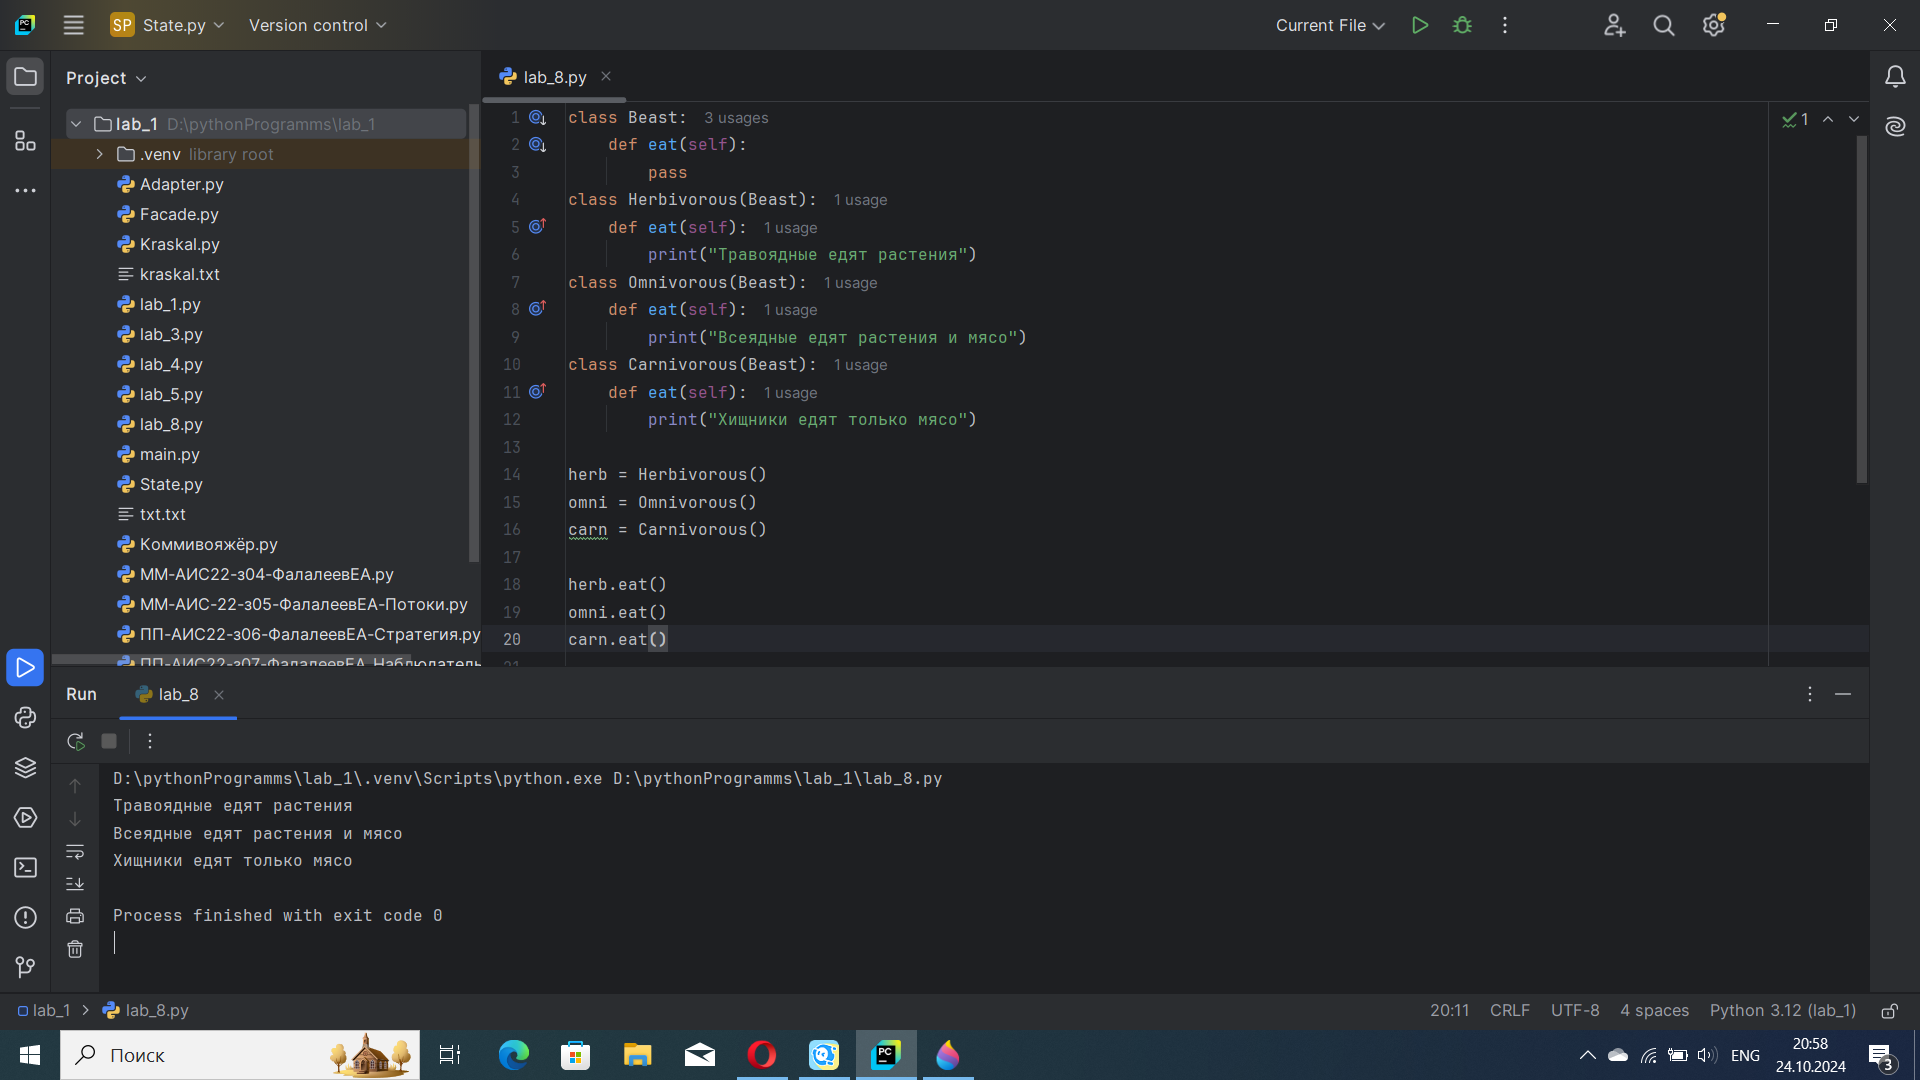 PC
SP State.py
Version control
Current File
Project
lab_1 D:\pythonProgramms\lab_1
.venv library root
Adapter.py
Facade.py
Kraskal.py
kraskal.txt
lab_1.py
lab_3.py
lab_4.py
lab_5.py
lab_8.py
main.py
State.py
txt.txt
Коммивояжёр.py
ММ-АИС22-з04-ФалалеевЕА.py
ММ-АИС-22-з05-ФалалеевЕА-Потоки.py
ПП-АИС22-з06-ФалалеевЕА-Стратегия.py
ПП-АИС22-з07-ФалалеевЕА Наблюдатель
lab_8.py
1 class Beast: 3 usages
2 def eat(self):
3 pass
4 class Herbivorous(Beast): 1 usage
5 def eat(self): 1 usage
6 print("Травоядные едят растения")
7 class Omnivorous(Beast): 1 usage
8 def eat(self): 1 usage
9 print("Всеядные едят растения и мясо")
10 class Carnivorous(Beast): 1 usage
11 def eat(self): 1 usage
12 print("Хищники едят только мясо")
13
14 herb = Herbivorous()
15 omni = Omnivorous()
16 carn = Carnivorous()
17
18 herb.eat()
19 omni.eat()
20 carn.eat()
21
1
Run
lab_8
D:\pythonProgramms\lab_1\.venv\Scripts\python.exe D:\pythonProgramms\lab_1\lab_8.py
Травоядные едят растения
Всеядные едят растения и мясо
Хищники едят только мясо
Process finished with exit code 0
lab_1 > lab_8.py
20:11 CRLF UTF-8 4 spaces Python 3.12 (lab_1)
Поиск
PC
ENG
20:58
24.10.2024
3